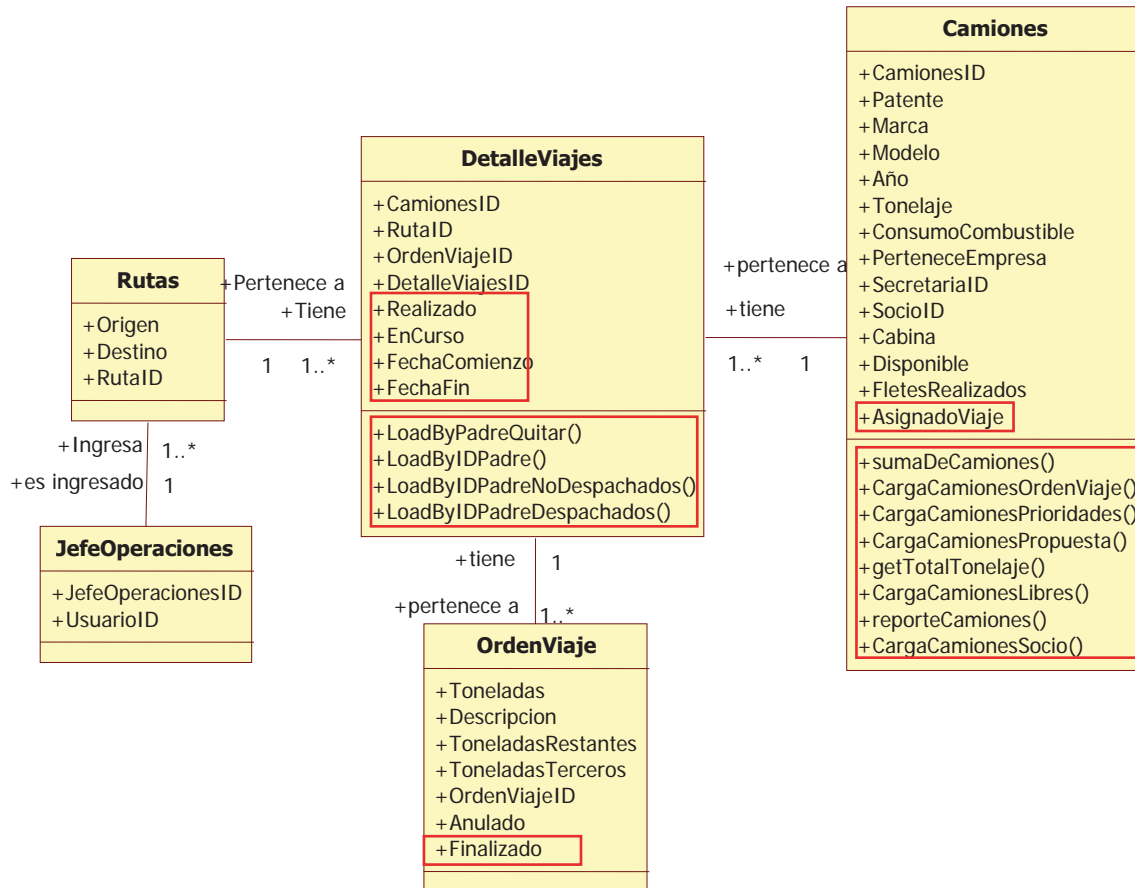 Camiones
+CamionesID
+Patente
+Marca
+Modelo
+Año
+Tonelaje
+ConsumoCombustible
+PerteneceEmpresa
+SecretariaID
+SocioID
+Cabina
+Disponible
+FletesRealizados
+AsignadoViaje
+sumaDeCamiones()
+CargaCamionesOrdenViaje()
+CargaCamionesPrioridades()
+CargaCamionesPropuesta()
+getTotalTonelaje()
+CargaCamionesLibres()
+reporteCamiones()
+CargaCamionesSocio()
DetalleViajes
+CamionesID
+RutaID
+OrdenViajeID
+DetalleViajesID
+Realizado
+EnCurso
+FechaComienzo
+FechaFin
+LoadByPadreQuitar()
+LoadByIDPadre()
+LoadByIDPadreNoDespachados()
+LoadByIDPadreDespachados()
+pertenece a
+tiene
1..* 1
Rutas
+Origen
+Destino
+RutaID
+Pertenece a
+Tiene
1 1..*
+Ingresa 1..*
+es ingresado 1
JefeOperaciones
+JefeOperacionesID
+UsuarioID
+tiene 1
+pertenece a 1..*
OrdenViaje
+Toneladas
+Descripcion
+ToneladasRestantes
+ToneladasTerceros
+OrdenViajeID
+Anulado
+Finalizado